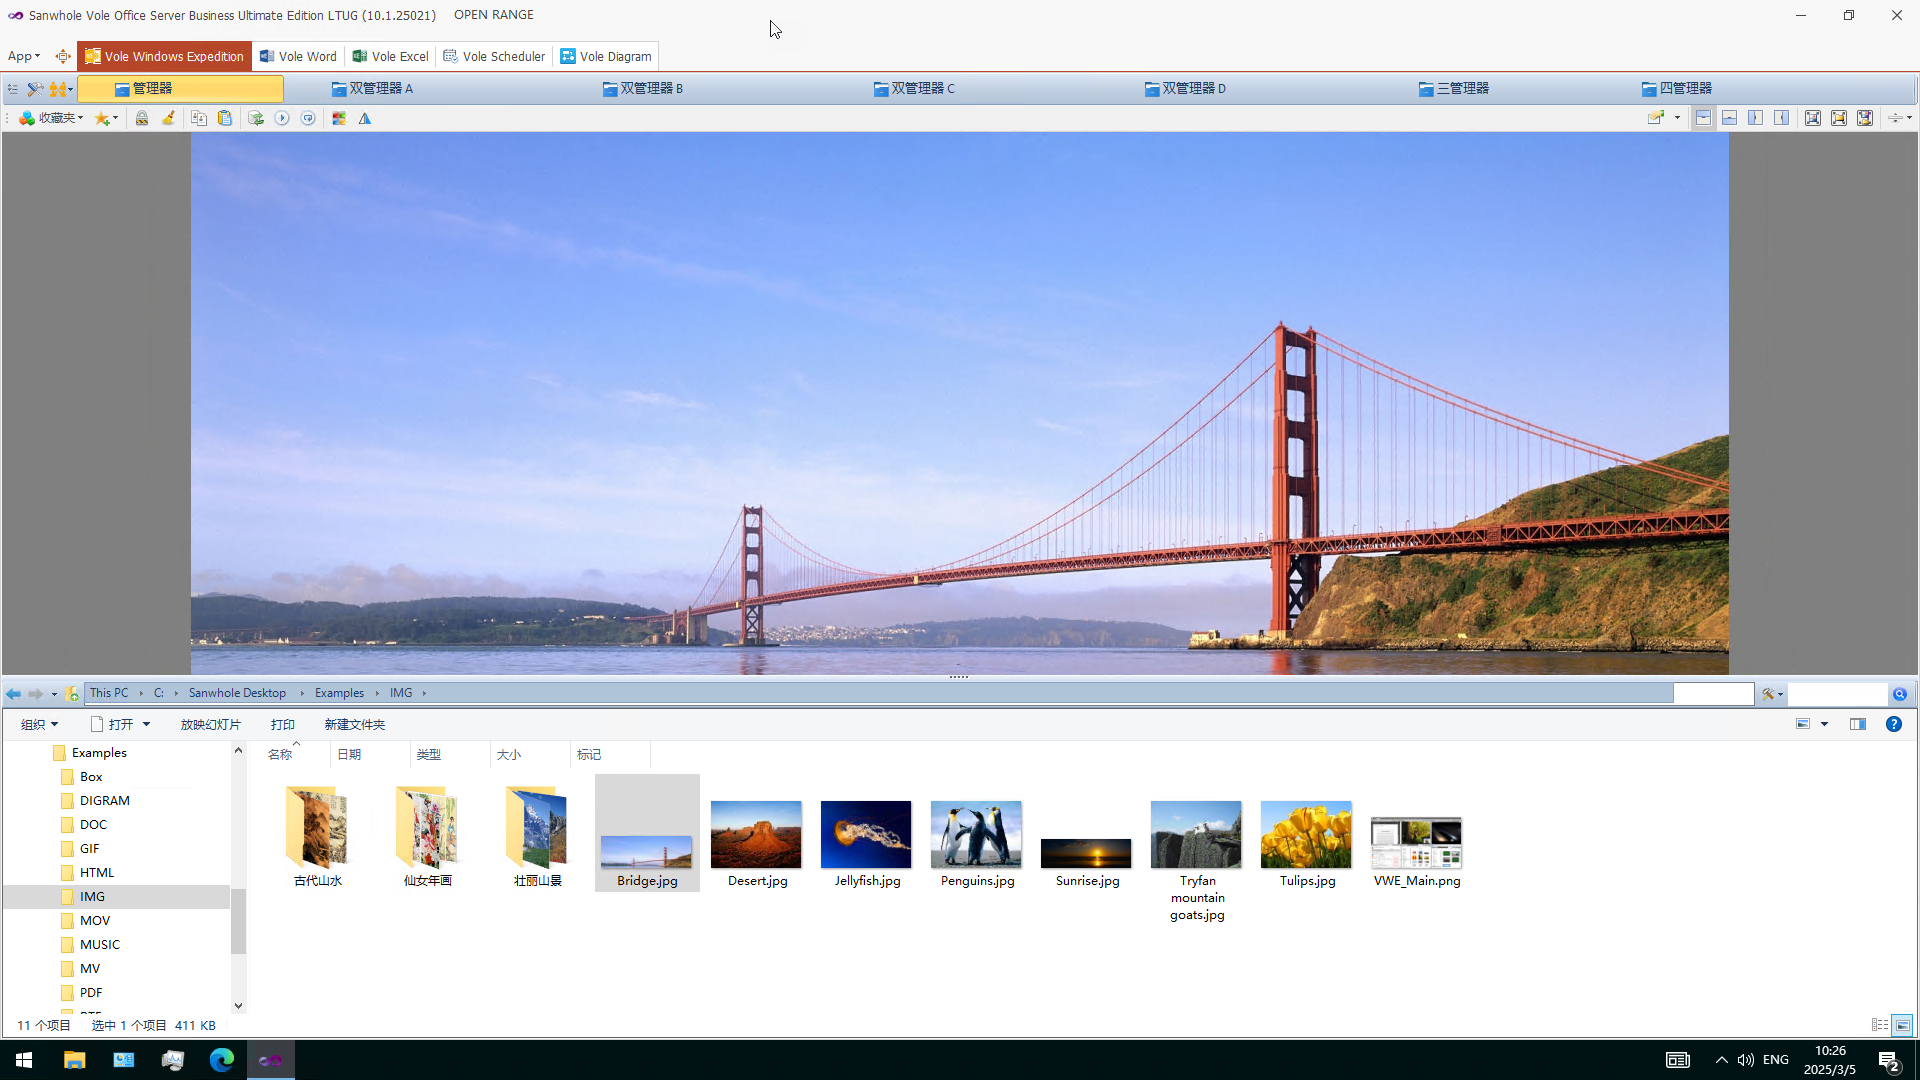 Sanwhole Vole Office Server Business Ultimate Edition LTUG (10.1.25021) OPEN RANGE
App Vole Windows Expedition Vole Word Vole Excel Vole Scheduler Vole Diagram
管理器 双管理器 A 双管理器 B 双管理器 C 双管理器 D 三管理器 四管理器
收藏夹
This PC C: Sanwhole Desktop Examples IMG
组织 打开 放映幻灯片 打印 新建文件夹
名称 日期 类型 大小 标记
Examples
Box
DIGRAM
DOC
GIF
HTML
IMG
MOV
MUSIC
MV
PDF
古代山水 仙女年画 壮丽山景 Bridge.jpg Desert.jpg Jellyfish.jpg Penguins.jpg Sunrise.jpg Tryfan mountain goats.jpg Tulips.jpg VWE_Main.png
11 个项目 选中 1 个项目 411 KB
ENG 10:26
2025/3/5 2